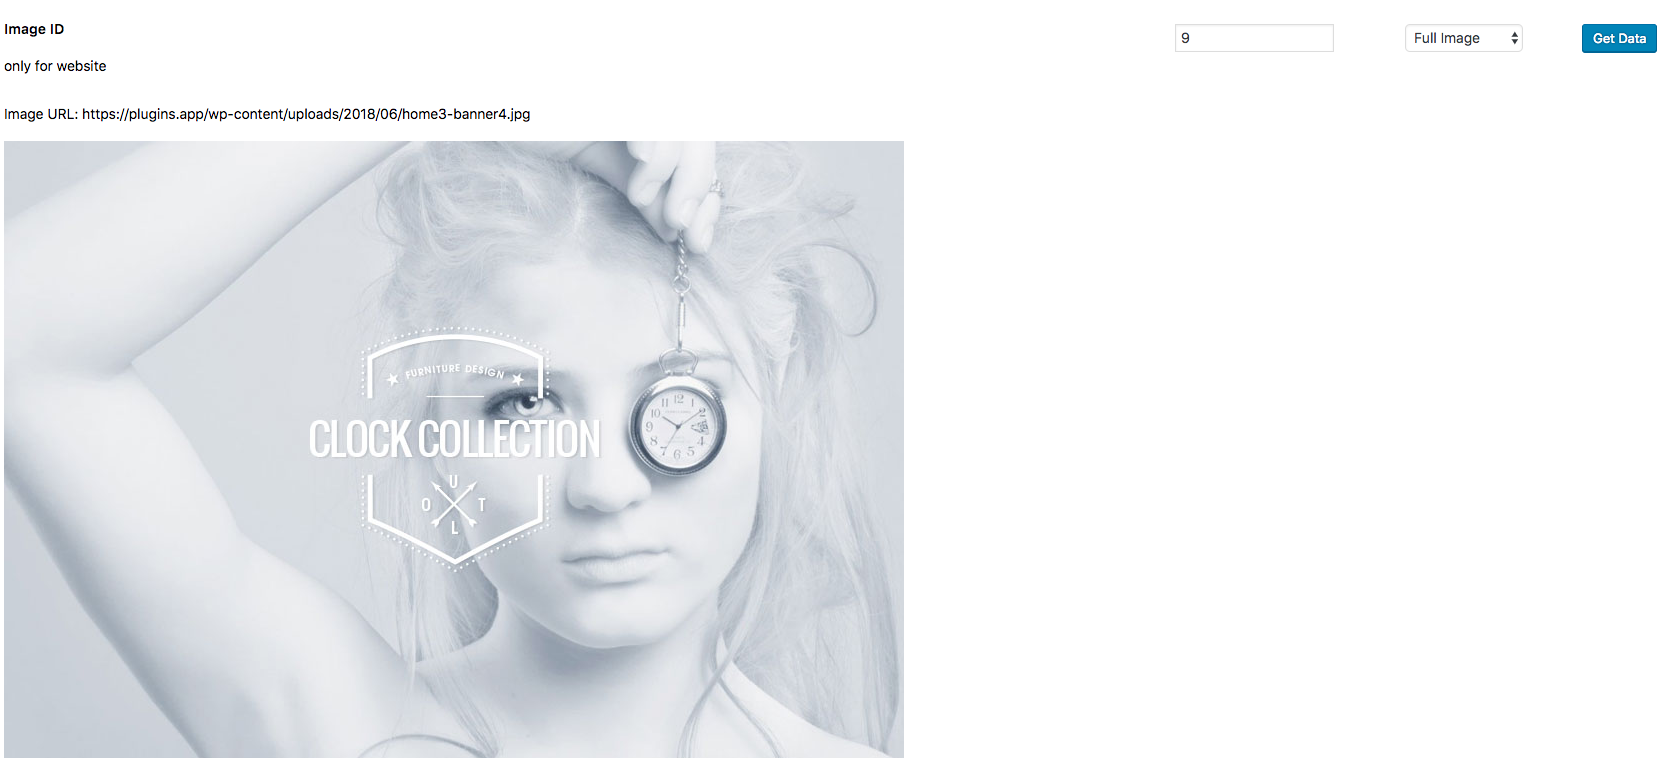 Image ID
9
Full Image
Get Data
only for website
Image URL: https://plugins.app/wp-content/uploads/2018/06/home3-banner4.jpg
FURNITURE DESIGN
CLOCK COLLECTION
U
O T
L
11 12 1
10 2
9
8 4
7 6 5